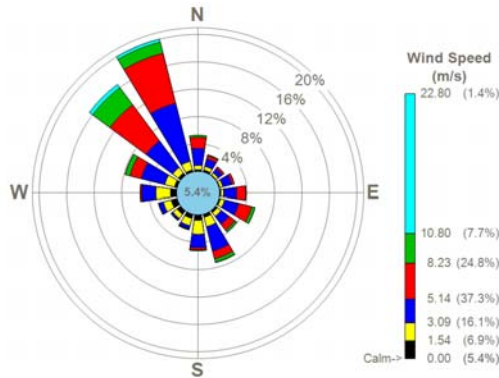 N
Wind Speed
(m/s)
20%
16%
12%
8%
4%
W
5.4%
E
S
22.80 (1.4%)
10.80 (7.7%)
8.23 (24.8%)
5.14 (37.3%)
3.09 (16.1%)
1.54 (6.9%)
Calm-> 0.00 (5.4%)